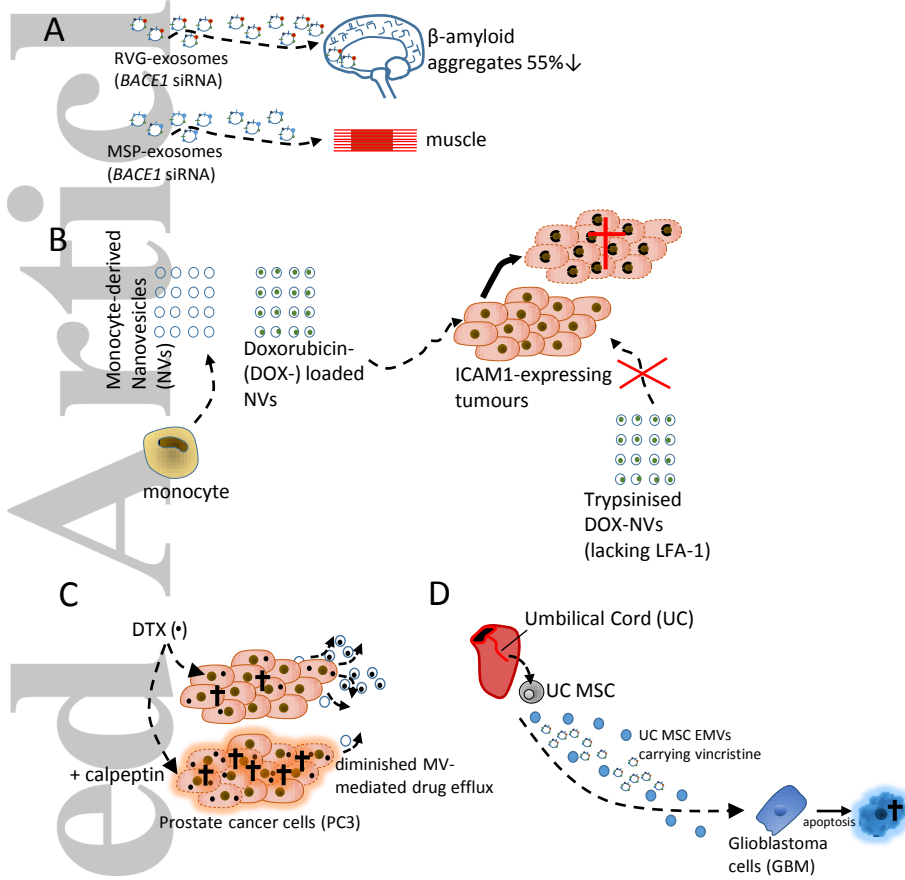 A
RVG-exosomes
(BACE1 siRNA)
β-amyloid
aggregates 55%↓
MSP-exosomes
(BACE1 siRNA)
muscle
B
Monocyte-derived
Nanovesicles
(NVs)
Doxorubicin-
(DOX-) loaded
NVs
ICAM1-expressing
tumours
monocyte
Trypsinised
DOX-NVs
(lacking LFA-1)
C
DTX (•)
+ calpeptin
diminished MV-
mediated drug efflux
Prostate cancer cells (PC3)
D
Umbilical Cord (UC)
UC MSC
UC MSC EMVs
carrying vincristine
apoptosis
Glioblastoma
cells (GBM)
ed Articl